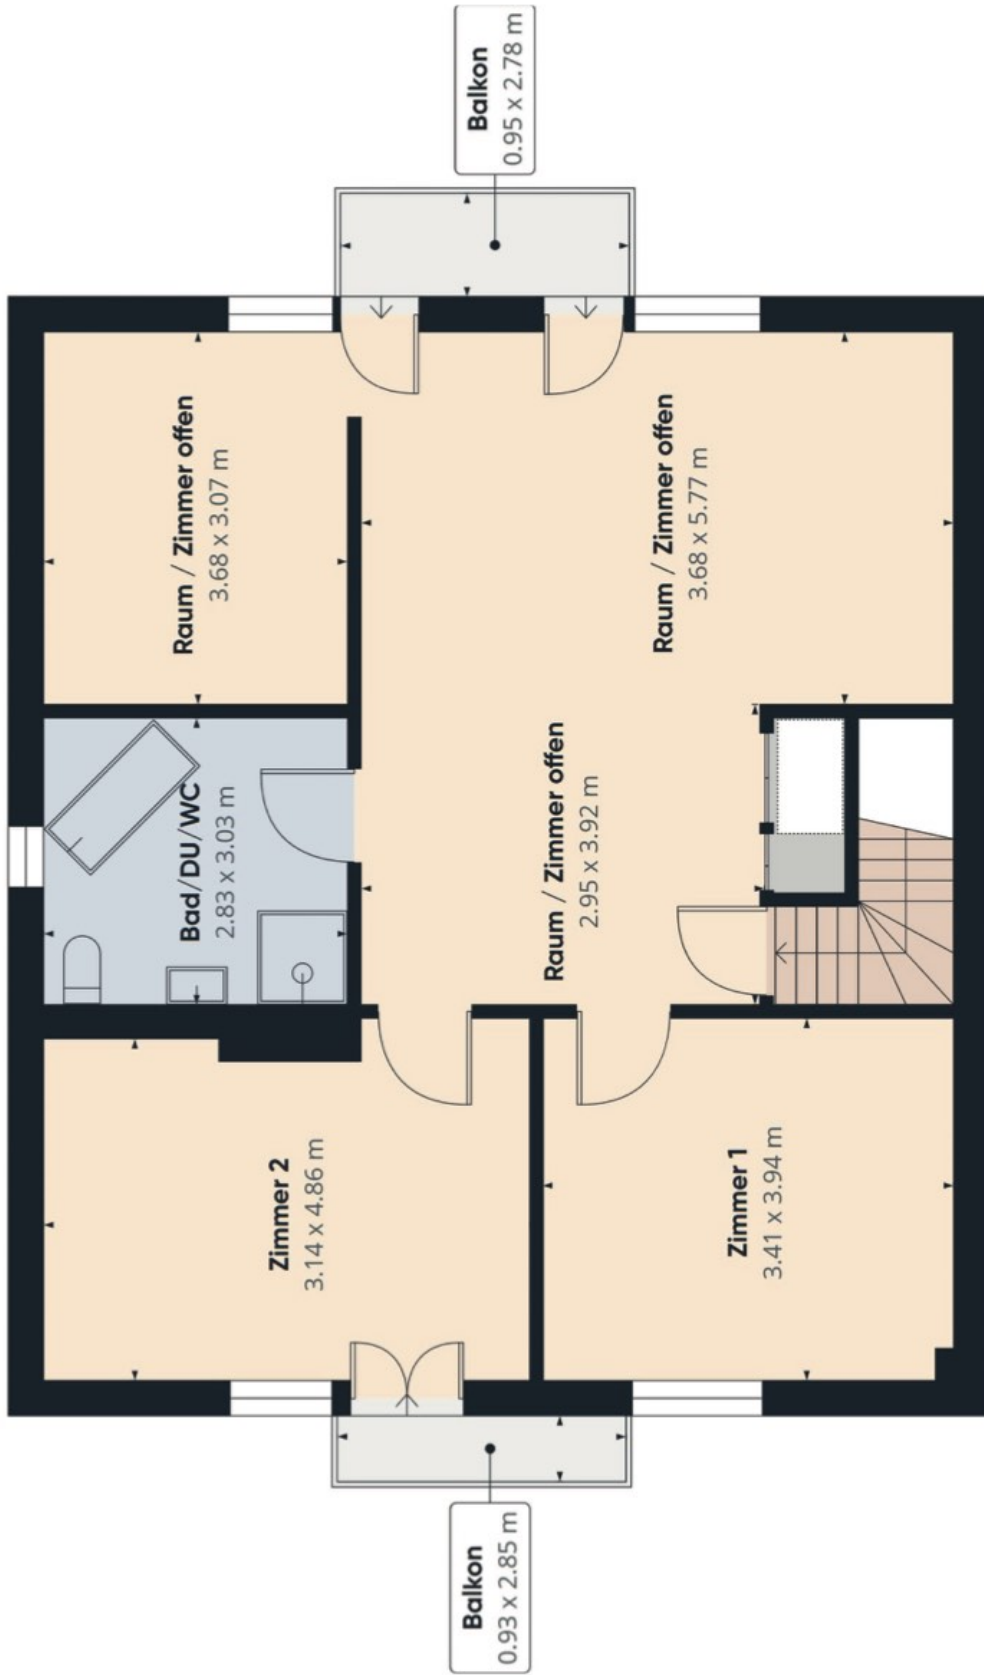 Balkon
0.95 x 2.78 m
Raum / Zimmer offen
3.68 x 3.07 m
Raum / Zimmer offen
3.68 x 5.77 m
Bad/DU/WC
2.83 x 3.03 m
Raum / Zimmer offen
2.95 x 3.92 m
Zimmer 2
3.14 x 4.86 m
Zimmer 1
3.41 x 3.94 m
Balkon
0.93 x 2.85 m